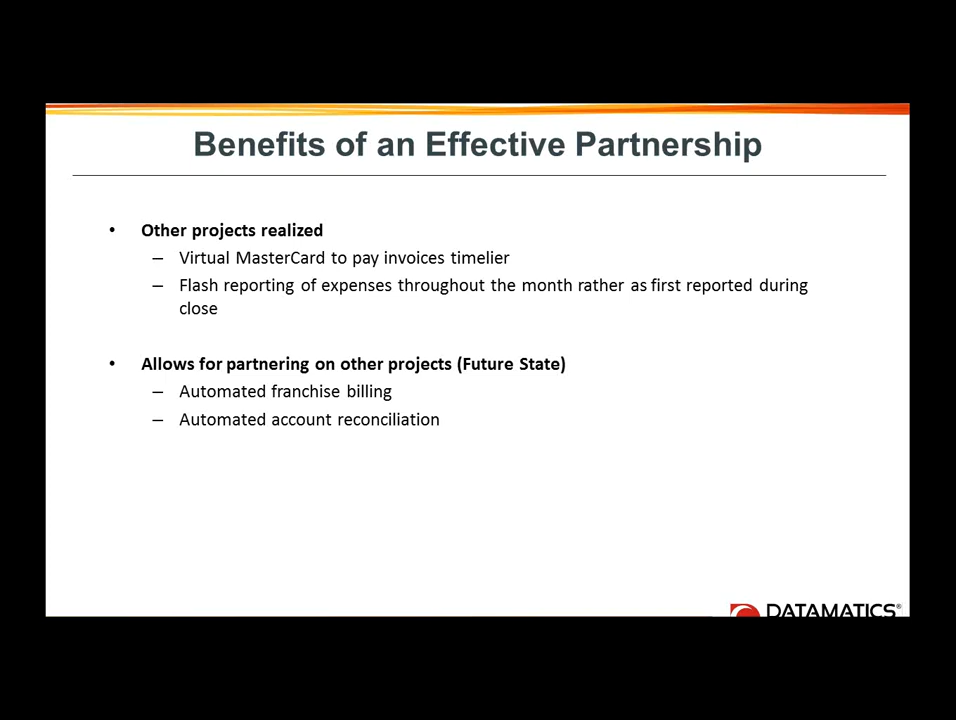 Benefits of an Effective Partnership
• Other projects realized
– Virtual MasterCard to pay invoices timelier
– Flash reporting of expenses throughout the month rather as first reported during
close
• Allows for partnering on other projects (Future State)
– Automated franchise billing
– Automated account reconciliation
DATAMATICS®